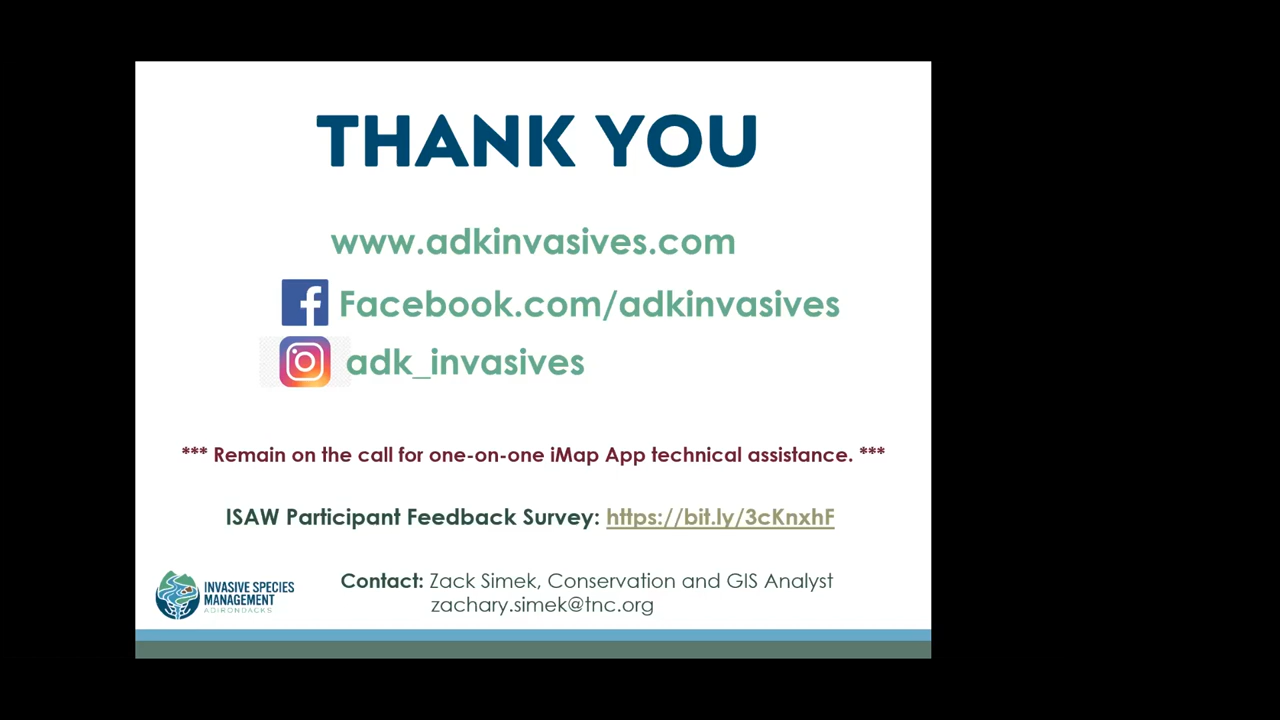 THANK YOU
www.adkinvasives.com
Facebook.com/adkinvasives
adk_invasives
*** Remain on the call for one-on-one iMap App technical assistance. ***
ISAW Participant Feedback Survey: https://bit.ly/3cKnxhF
INVASIVE SPECIES
MANAGEMENT
ADIRONDACKS
Contact: Zack Simek, Conservation and GIS Analyst
zachary.simek@tnc.org